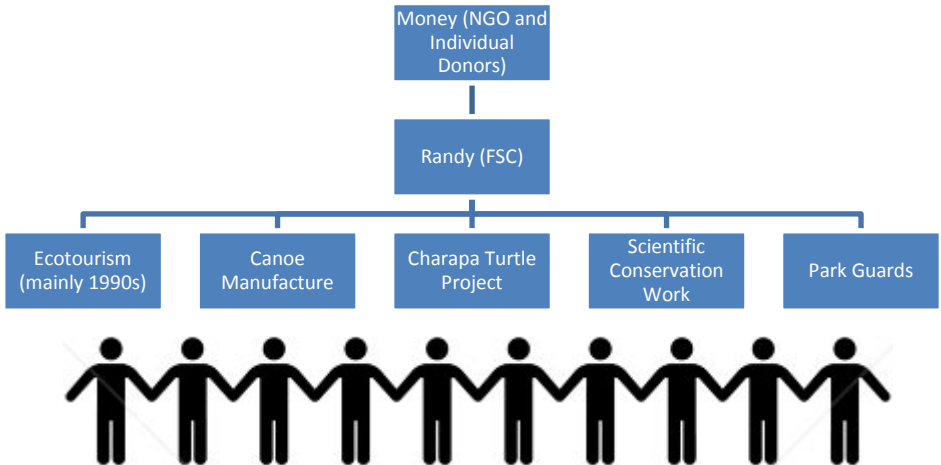 Money (NGO and
Individual
Donors)
Randy (FSC)
Ecotourism
(mainly 1990s)
Canoe
Manufacture
Charapa Turtle
Project
Scientific
Conservation
Work
Park Guards